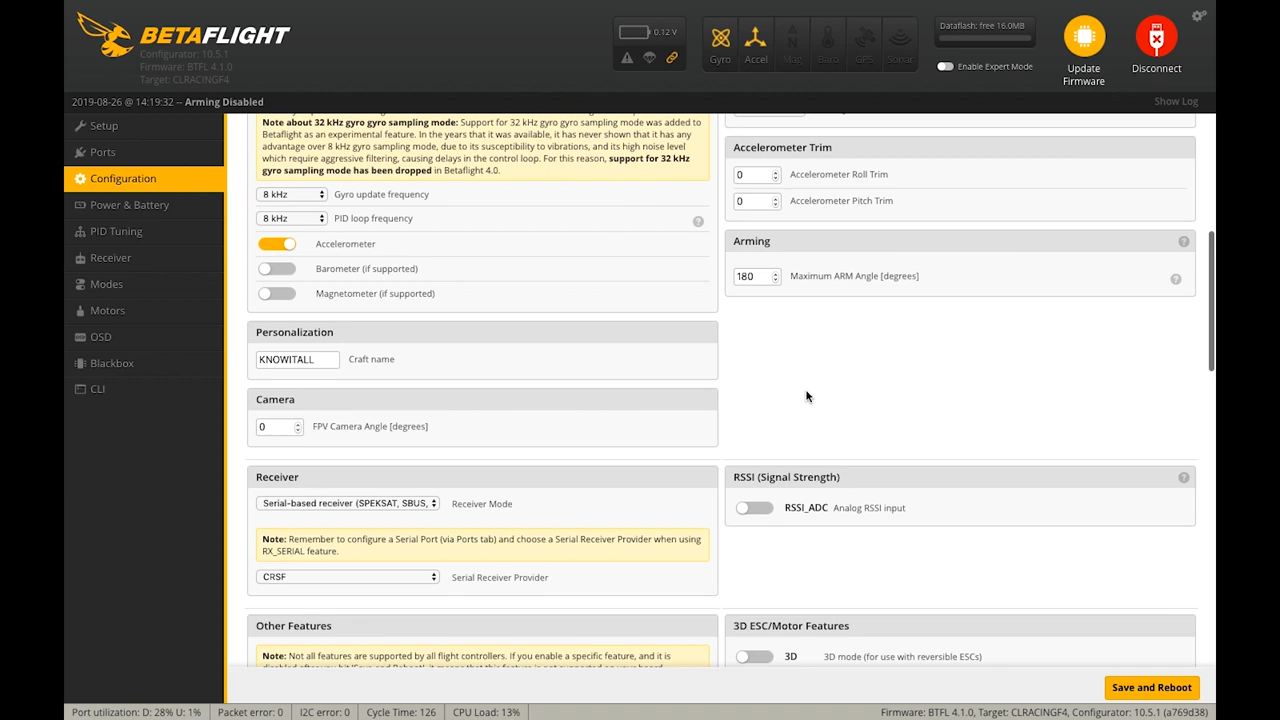 BETAFLIGHT
Configurator: 10.5.1
Firmware: BTFL 4.1.0
Target: CLRACINGF4
0.12 V
Gyro
Accel
Mag
Baro
GPS
Sonar
Dataflash: free 16.0MB
Enable Expert Mode
Update
Firmware
Disconnect
2019-08-26 @ 14:19:32 -- Arming Disabled
Show Log
Setup
Ports
Configuration
Power & Battery
PID Tuning
Receiver
Modes
Motors
OSD
Blackbox
CLI
Note about 32 kHz gyro gyro sampling mode: Support for 32 kHz gyro gyro sampling mode was added to
Betaflight as an experimental feature. In the years that it was available, it has never shown that it has any
advantage over 8 kHz gyro sampling mode, due to its susceptibility to vibrations, and its high noise level
which require aggressive filtering, causing delays in the control loop. For this reason, support for 32 kHz
gyro sampling mode has been dropped in Betaflight 4.0.
8 kHz Gyro update frequency
8 kHz PID loop frequency
Accelerometer
Barometer (if supported)
Magnetometer (if supported)
Personalization
KNOWITALL Craft name
Camera
0 FPV Camera Angle [degrees]
Receiver
Serial-based receiver (SPEKSAT, SBUS, Receiver Mode
Note: Remember to configure a Serial Port (via Ports tab) and choose a Serial Receiver Provider when using
RX_SERIAL feature.
CRSF Serial Receiver Provider
Other Features
Note: Not all features are supported by all flight controllers. If you enable a specific feature, and it is
Accelerometer Trim
0 Accelerometer Roll Trim
0 Accelerometer Pitch Trim
Arming
180 Maximum ARM Angle [degrees]
RSSI (Signal Strength)
RSSI_ADC Analog RSSI input
3D ESC/Motor Features
3D 3D mode (for use with reversible ESCs)
Save and Reboot
Port utilization: D: 28% U: 1%
Packet error: 0
I2C error: 0
Cycle Time: 126
CPU Load: 13%
Firmware: BTFL 4.1.0, Target: CLRACINGF4, Configurator: 10.5.1 (a769d38)